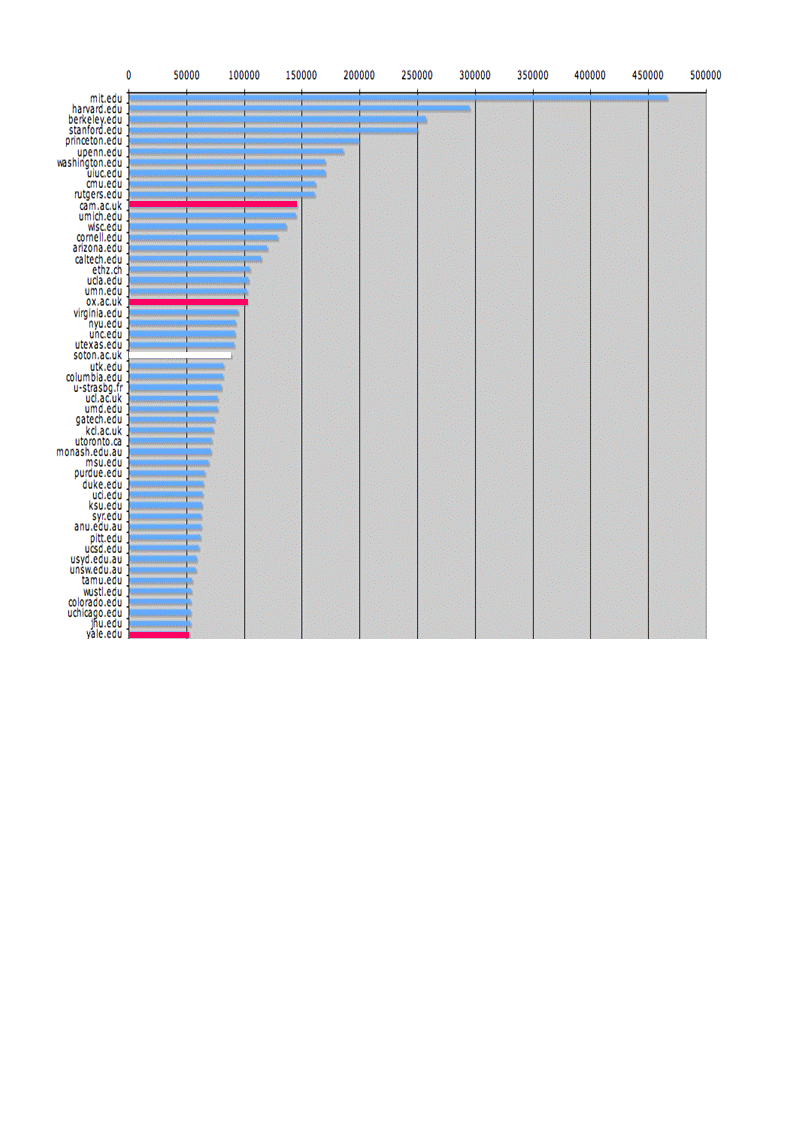 0 50000 100000 150000 200000 250000 300000 350000 400000 450000 500000
mit.edu
harvard.edu
berkeley.edu
stanford.edu
princeton.edu
upenn.edu
washington.edu
uiuc.edu
cmu.edu
rutgers.edu
cam.ac.uk
umich.edu
wisc.edu
cornell.edu
arizona.edu
caltech.edu
ethz.ch
ucla.edu
umn.edu
ox.ac.uk
virginia.edu
nyu.edu
unc.edu
utexas.edu
soton.ac.uk
utk.edu
columbia.edu
u-strasbg.fr
ucl.ac.uk
umd.edu
gatech.edu
kcl.ac.uk
utoronto.ca
monash.edu.au
msu.edu
purdue.edu
duke.edu
uci.edu
ksu.edu
syr.edu
anu.edu.au
pitt.edu
ucsd.edu
usyd.edu.au
unsw.edu.au
tamu.edu
wustl.edu
colorado.edu
uchicago.edu
jhu.edu
yale.edu